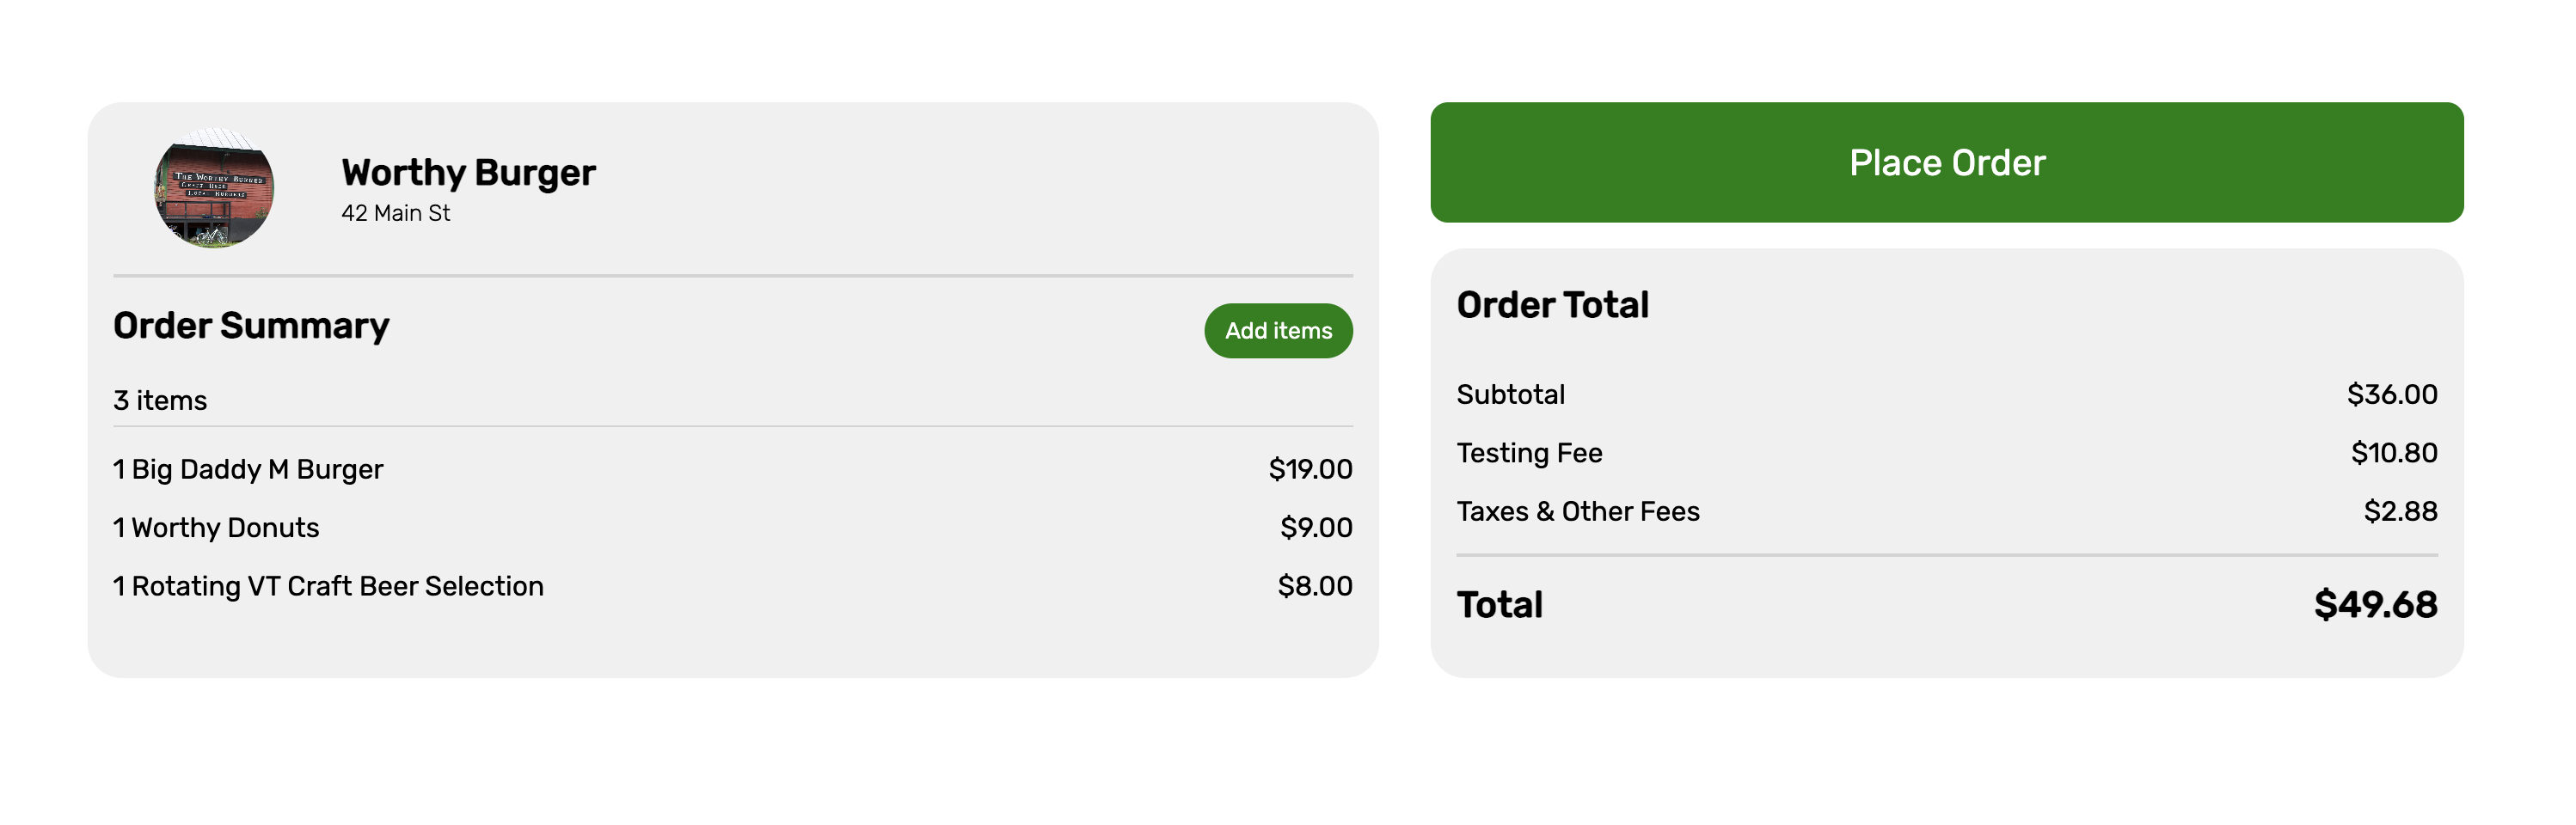 THE WORTHY BURGER
CRAFT BEER
LOCAL BURGERS
Worthy Burger
42 Main St
Order Summary
Add items
3 items
1 Big Daddy M Burger $19.00
1 Worthy Donuts $9.00
1 Rotating VT Craft Beer Selection $8.00
Place Order
Order Total
Subtotal $36.00
Testing Fee $10.80
Taxes & Other Fees $2.88
Total $49.68